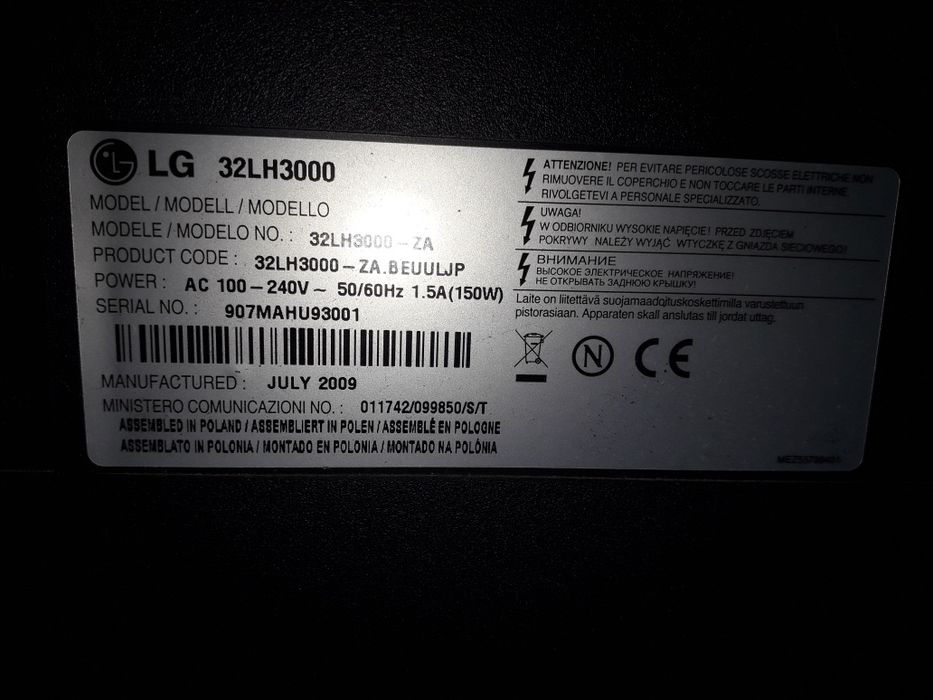 LG 32LH3000
MODEL / MODELL / MODELLO
MODELE / MODELO NO. : 32LH3000-ZA
PRODUCT CODE : 32LH3000-ZA.BEUULJP
POWER : AC 100-240V ~ 50/60Hz 1.5A(150W)
SERIAL NO. : 907MAHU93001
MANUFACTURED : JULY 2009
MINISTERO COMUNICAZIONI NO. : 011742/099850/S/T
ASSEMBLED IN POLAND / ASSEMBLIERT IN POLEN / ASSEMBLÉ EN POLOGNE
ASSEMBLATO IN POLONIA / MONTADO EN POLONIA / MONTADO NA POLÓNIA
ATTENZIONE! PER EVITARE PERICOLOSE SCOSSE ELETTRICHE NON
RIMUOVERE IL COPERCHIO E NON TOCCARE LE PARTI INTERNE.
RIVOLGETEVI A PERSONALE SPECIALIZZATO.
UWAGA!
W ODBIORNIKU WYSOKIE NAPIĘCIE! PRZED ZDJĘCIEM
POKRYWY NALEŻY WYJĄĆ WTYCZKĘ Z GNIAZDA SIECIOWEGO!
ВНИМАНИЕ
ВЫСОКОЕ ЭЛЕКТРИЧЕСКОЕ НАПРЯЖЕНИЕ!
НЕ ОТКРЫВАТЬ ЗАДНЮЮ КРЫШКУ!
Laite on liitettävä suojamaadoituskoskettimilla varustettuun
pistorasiaan. Apparaten skall anslutas till jordat uttag.
N CE